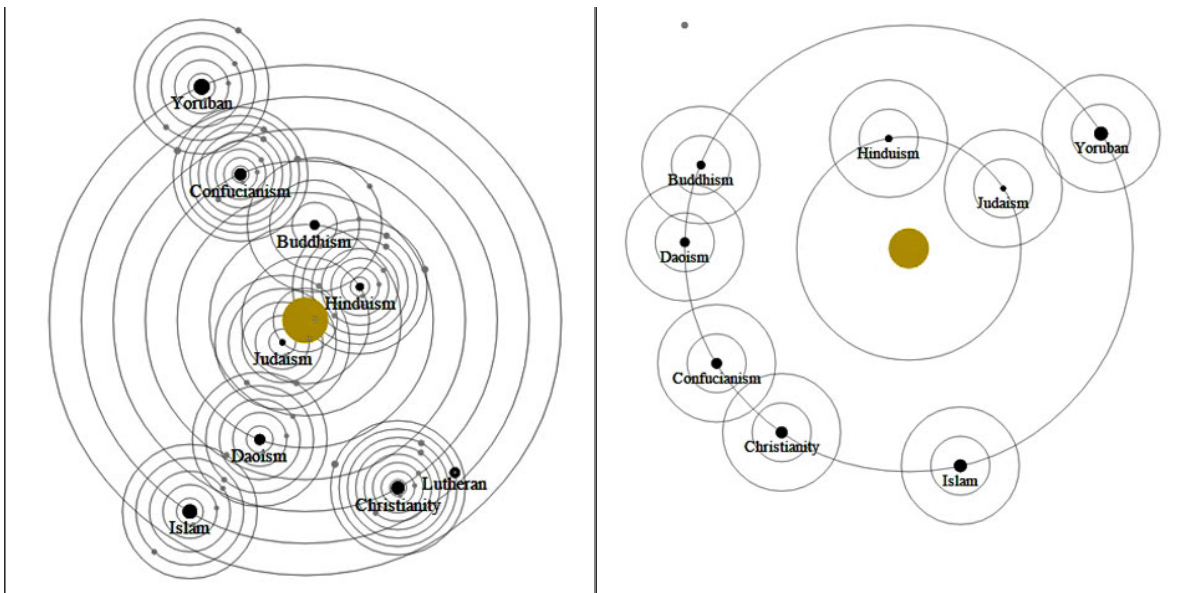 Yoruban
Confucianism
Buddhism
Hinduism
Judaism
Daoism
Lutheran
Christianity
Islam
Yoruban
Hinduism
Buddhism
Judaism
Daoism
Confucianism
Christianity
Islam